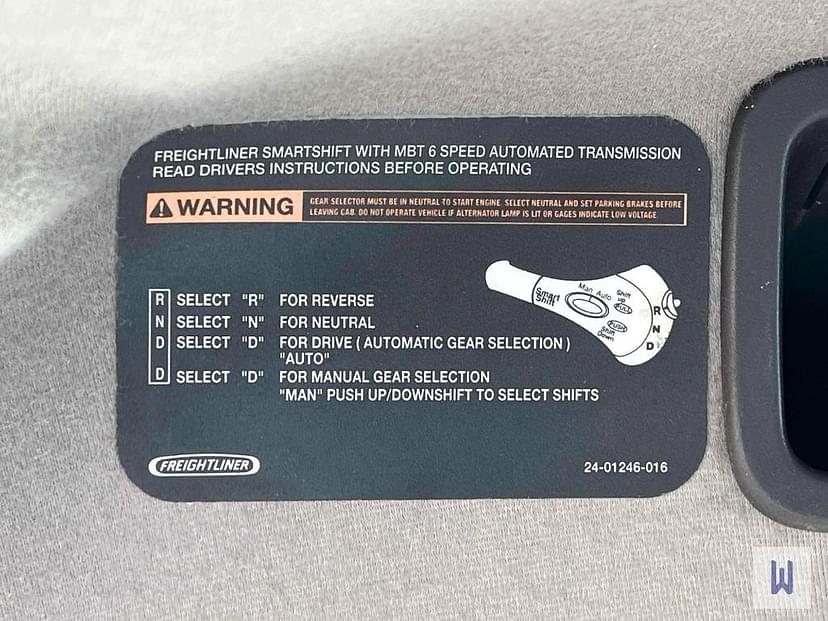 FREIGHTLINER SMARTSHIFT WITH MBT 6 SPEED AUTOMATED TRANSMISSION
READ DRIVERS INSTRUCTIONS BEFORE OPERATING
WARNING
GEAR SELECTOR MUST BE IN NEUTRAL TO START ENGINE. SELECT NEUTRAL AND SET PARKING BRAKES BEFORE
LEAVING CAB. DO NOT OPERATE VEHICLE IF ALTERNATOR LAMP IS LIT OR GAGES INDICATE LOW VOLTAGE.
R SELECT "R" FOR REVERSE
N SELECT "N" FOR NEUTRAL
D SELECT "D" FOR DRIVE ( AUTOMATIC GEAR SELECTION )
"AUTO"
D SELECT "D" FOR MANUAL GEAR SELECTION
"MAN" PUSH UP/DOWNSHIFT TO SELECT SHIFTS
Smart
Shift
Man Auto
Shift
up
PULL
PUSH
Shift
Down
R
N
D
FREIGHTLINER
24-01246-016
W